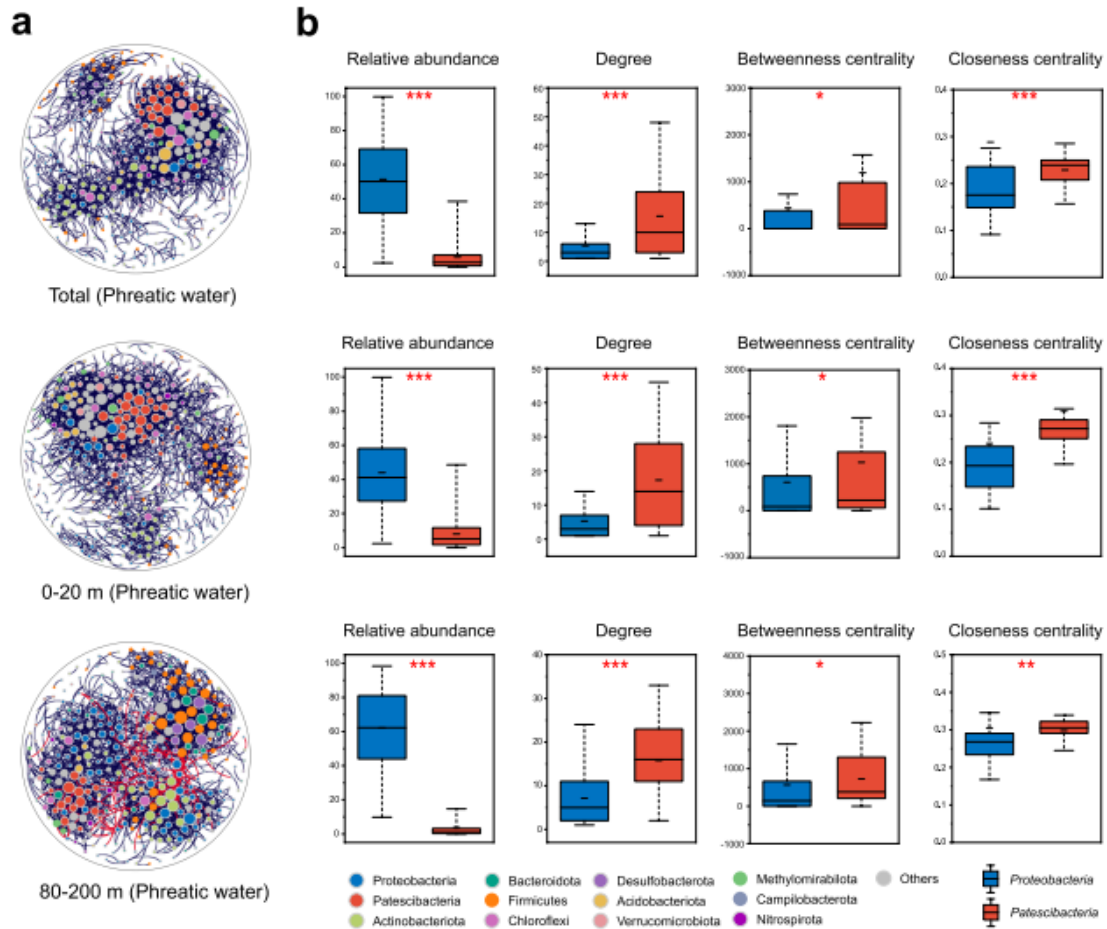 a
b
Relative abundance Degree Betweenness centrality Closeness centrality
*** *** * ***
100 60 3000 0.4
80 50 2000 0.3
60 40 1000 0.2
40 30 0 0.1
20 20 -1000 0.0
0 10
0
Total (Phreatic water)
Relative abundance Degree Betweenness centrality Closeness centrality
*** *** * ***
100 50 3000 0.4
80 40 2000 0.3
60 30 1000 0.2
40 20 0 0.1
20 10 -1000 0.0
0 0
0-20 m (Phreatic water)
Relative abundance Degree Betweenness centrality Closeness centrality
*** *** * **
100 40 4000 0.5
80 30 3000 0.4
60 20 2000 0.3
40 10 1000 0.2
20 0 0 0.1
0 -1000 0.0
80-200 m (Phreatic water)
Proteobacteria Bacteroidota Desulfobacterota Methylomirabilota Others Proteobacteria
Patescibacteria Firmicutes Acidobacteriota Campilobacterota Patescibacteria
Actinobacteriota Chloroflexi Verrucomicrobiota Nitrospirota